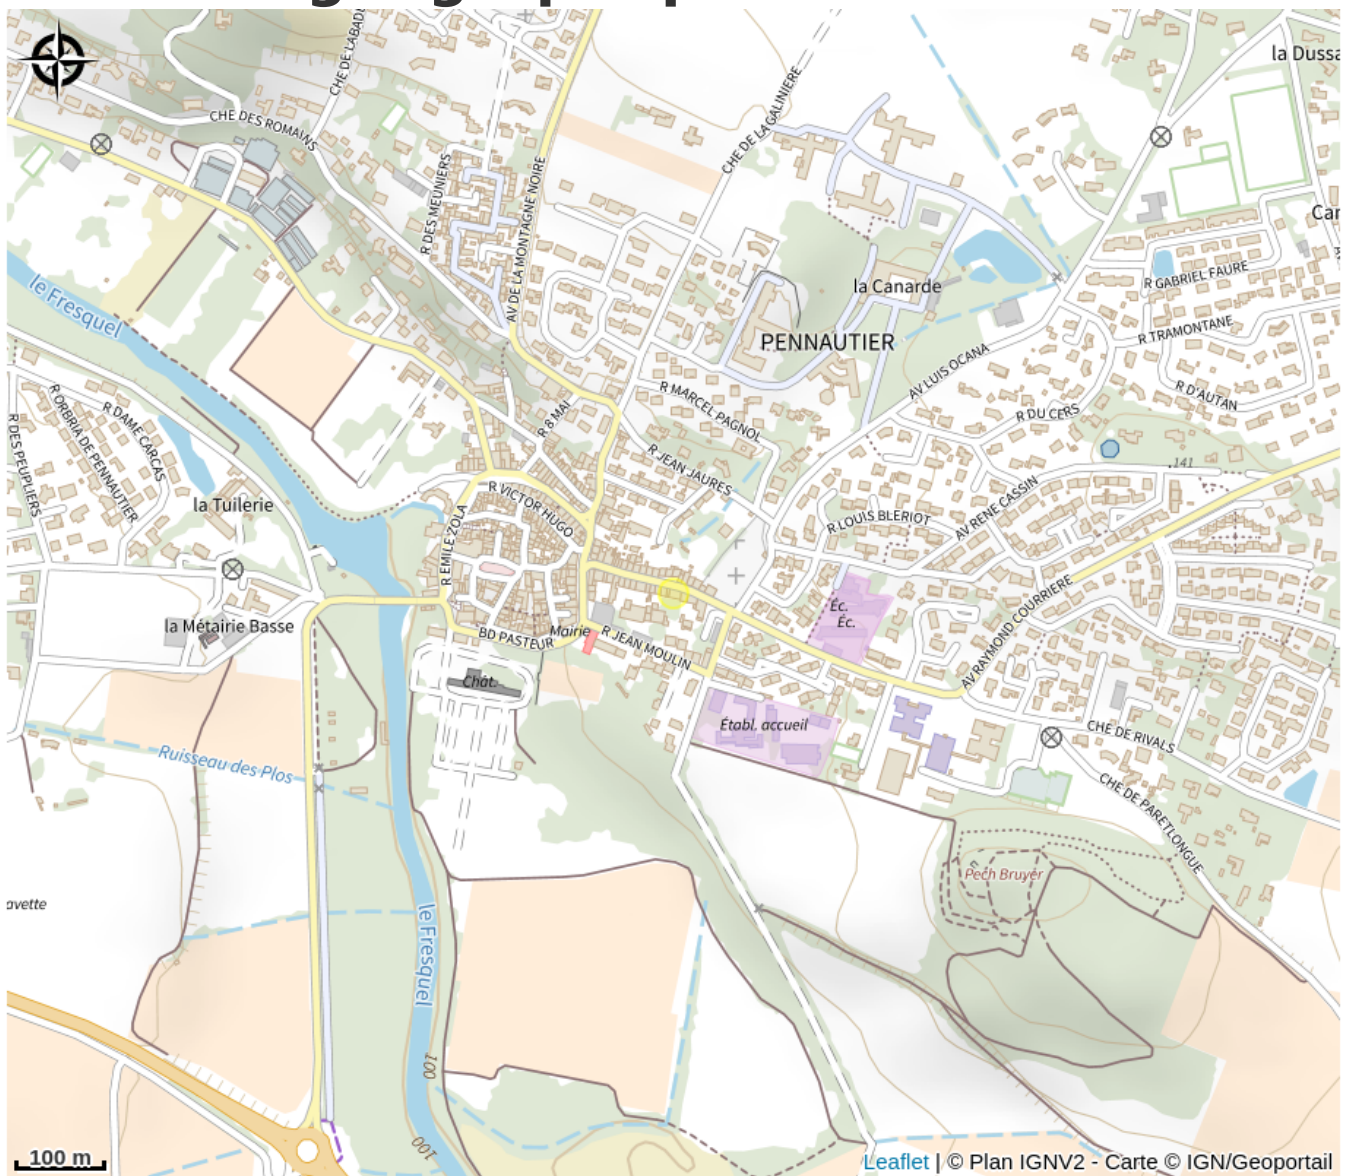 la Dussa
CHE DE LABADO
CHE DES ROMAINS
CHE DE LA GALINIERE
R DES MEUNIERS
AV DE LA MONTAGNE NOIRE
Car
le Fresquel
la Canarde
R GABRIEL FAURE
PENNAUTIER
R TRAMONTANE
AV LUIS OCANA
R D'AUTAN
R MARCEL PAGNOL
R DU CERS
R 8 MAI
R DAME CARCAS
R ORBRIA DE PENNAUTIER
R DES PEUPLIERS
R JEAN JAURES
141
la Tuilerie
R VICTOR HUGO
AV RENE CASSIN
R LOUIS BLERIOT
R EMILE ZOLA
Éc.
Éc.
AV RAYMOND COURRIERE
la Métairie Basse
BD PASTEUR
Mairie
R JEAN MOULIN
Chât.
Établ. accueil
CHE DE RIVALS
Ruisseau des Plos
CHE DE PARETLONGUE
Pech Bruyer
avette
le Fresquel
100
100
100 m
Leaflet | © Plan IGNV2 - Carte © IGN/Geoportail